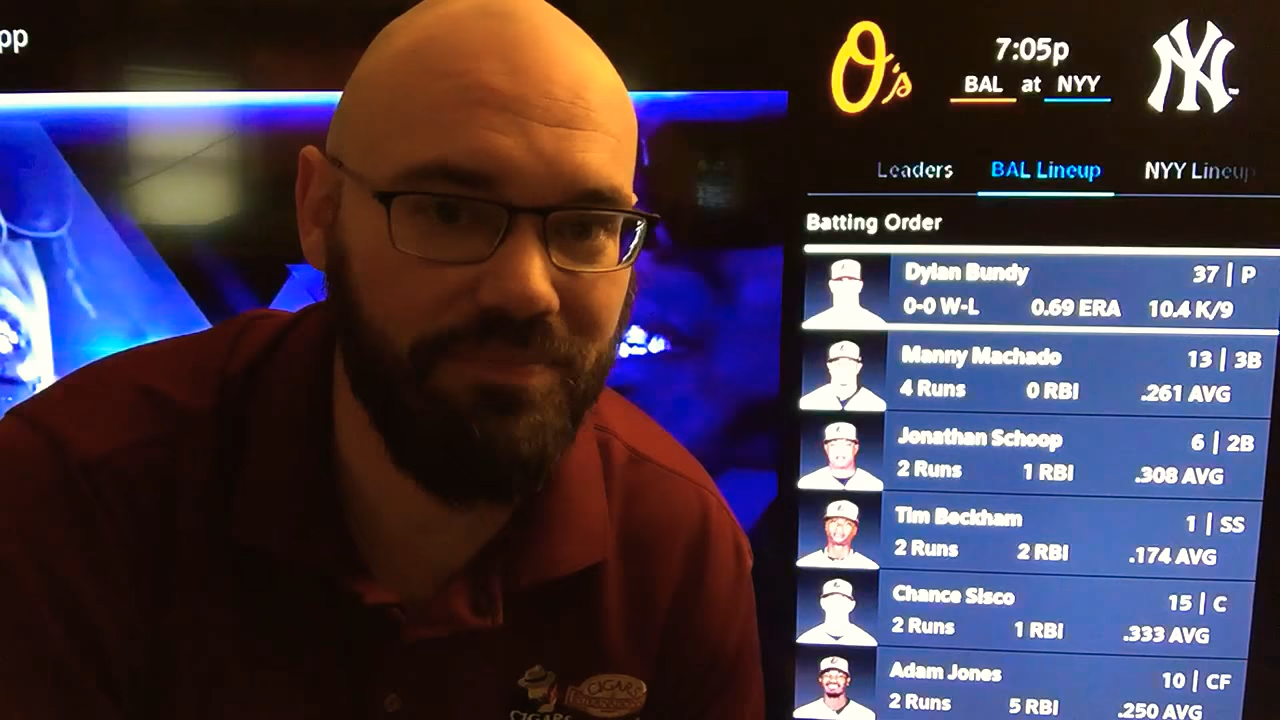 pp
O's
7:05p
BAL at NYY
NY
Leaders BAL Lineup NYY Lineup
Batting Order
Dylan Bundy 37 | P
0-0 W-L 0.69 ERA 10.4 K/9
Manny Machado 13 | 3B
4 Runs 0 RBI .261 AVG
Jonathan Schoop 6 | 2B
2 Runs 1 RBI .308 AVG
Tim Beckham 1 | SS
2 Runs 2 RBI .174 AVG
Chance Sisco 15 | C
2 Runs 1 RBI .333 AVG
Adam Jones 10 | CF
2 Runs 5 RBI .250 AVG
CIGARS
CIGARS